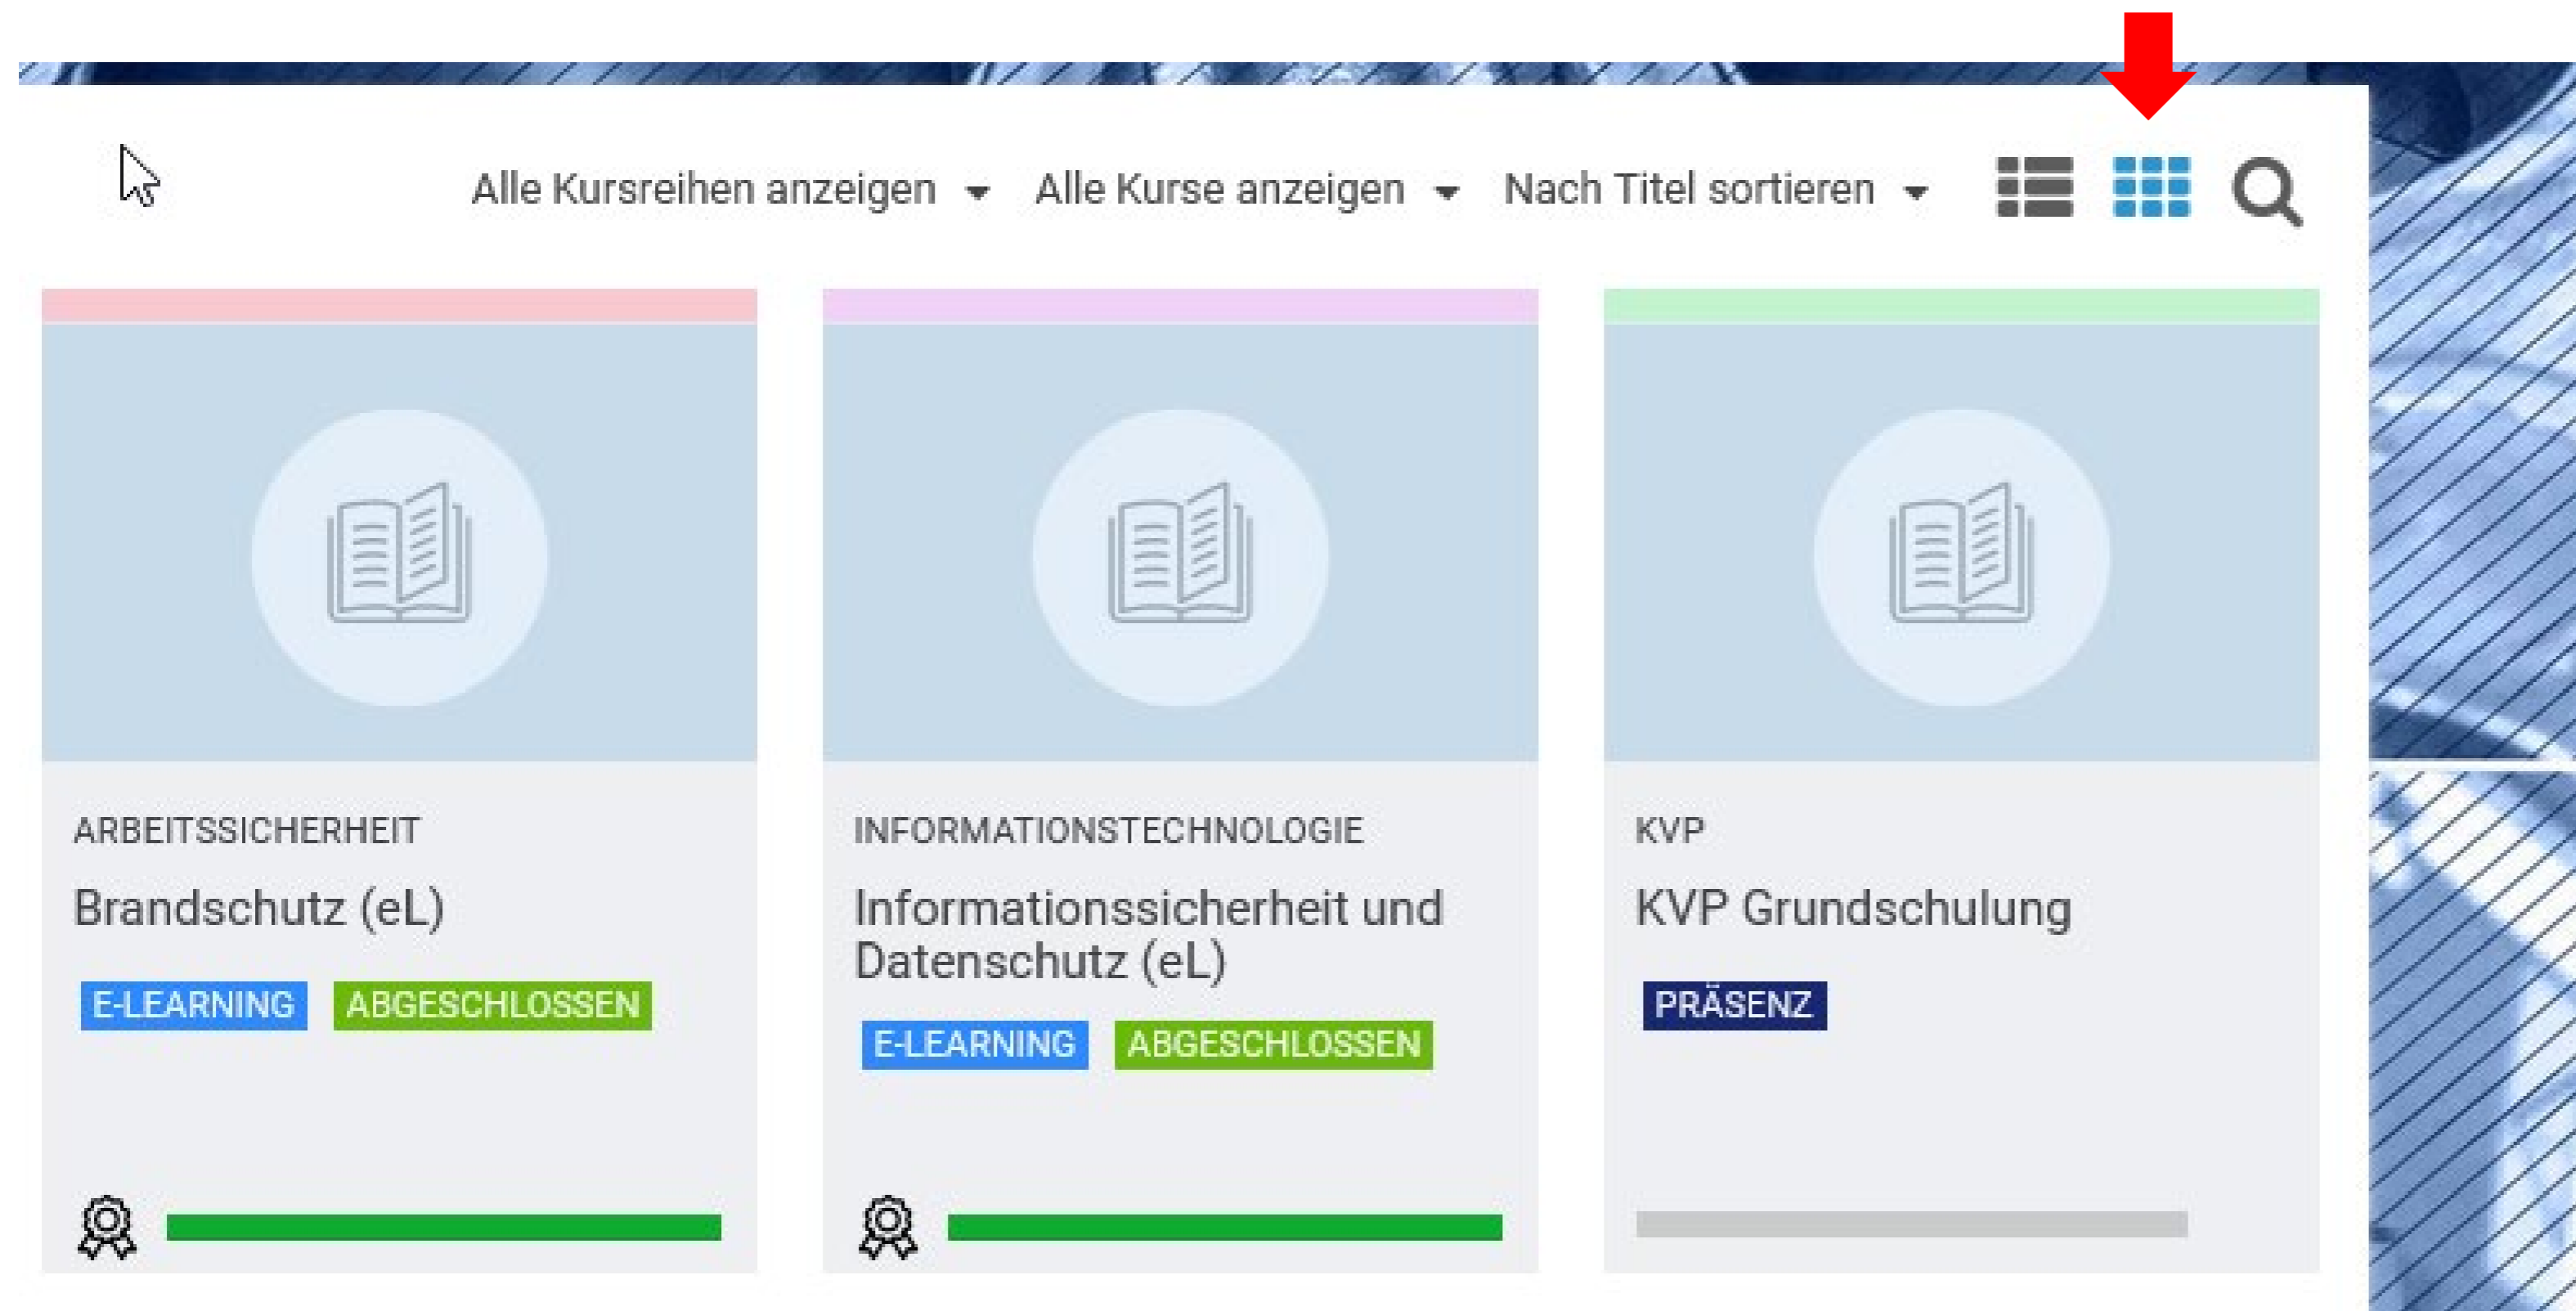 Alle Kursreihen anzeigen
Alle Kurse anzeigen
Nach Titel sortieren
ARBEITSSICHERHEIT
Brandschutz (eL)
E-LEARNING
ABGESCHLOSSEN
INFORMATIONSTECHNOLOGIE
Informationssicherheit und
Datenschutz (eL)
E-LEARNING
ABGESCHLOSSEN
KVP
KVP Grundschulung
PRÄSENZ